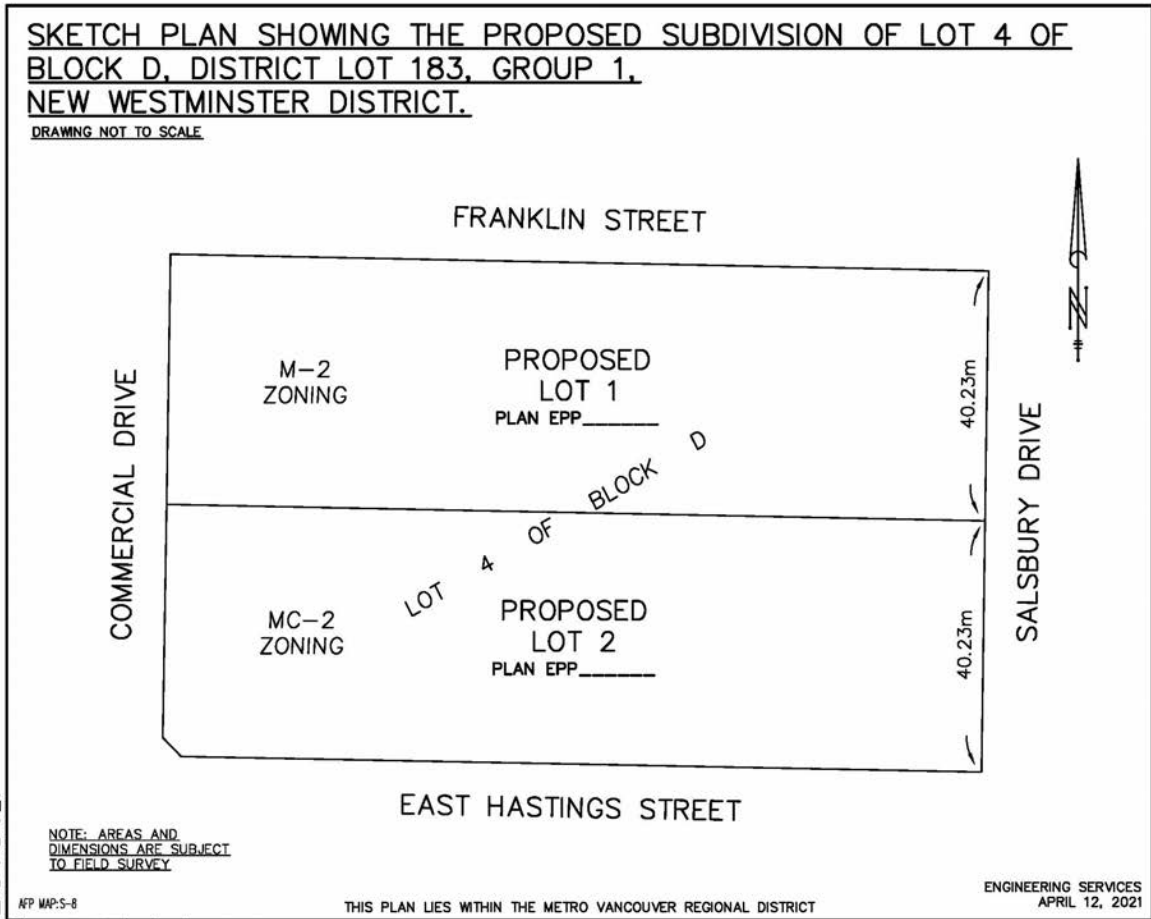 SKETCH PLAN SHOWING THE PROPOSED SUBDIVISION OF LOT 4 OF
BLOCK D, DISTRICT LOT 183, GROUP 1,
NEW WESTMINSTER DISTRICT.
DRAWING NOT TO SCALE
FRANKLIN STREET
N
COMMERCIAL DRIVE
M-2
ZONING
PROPOSED
LOT 1
PLAN EPP______
40.23m
SALSBURY DRIVE
LOT 4 OF BLOCK D
MC-2
ZONING
PROPOSED
LOT 2
PLAN EPP______
40.23m
EAST HASTINGS STREET
NOTE: AREAS AND
DIMENSIONS ARE SUBJECT
TO FIELD SURVEY
AFP MAP:S-8
THIS PLAN LIES WITHIN THE METRO VANCOUVER REGIONAL DISTRICT
ENGINEERING SERVICES
APRIL 12, 2021